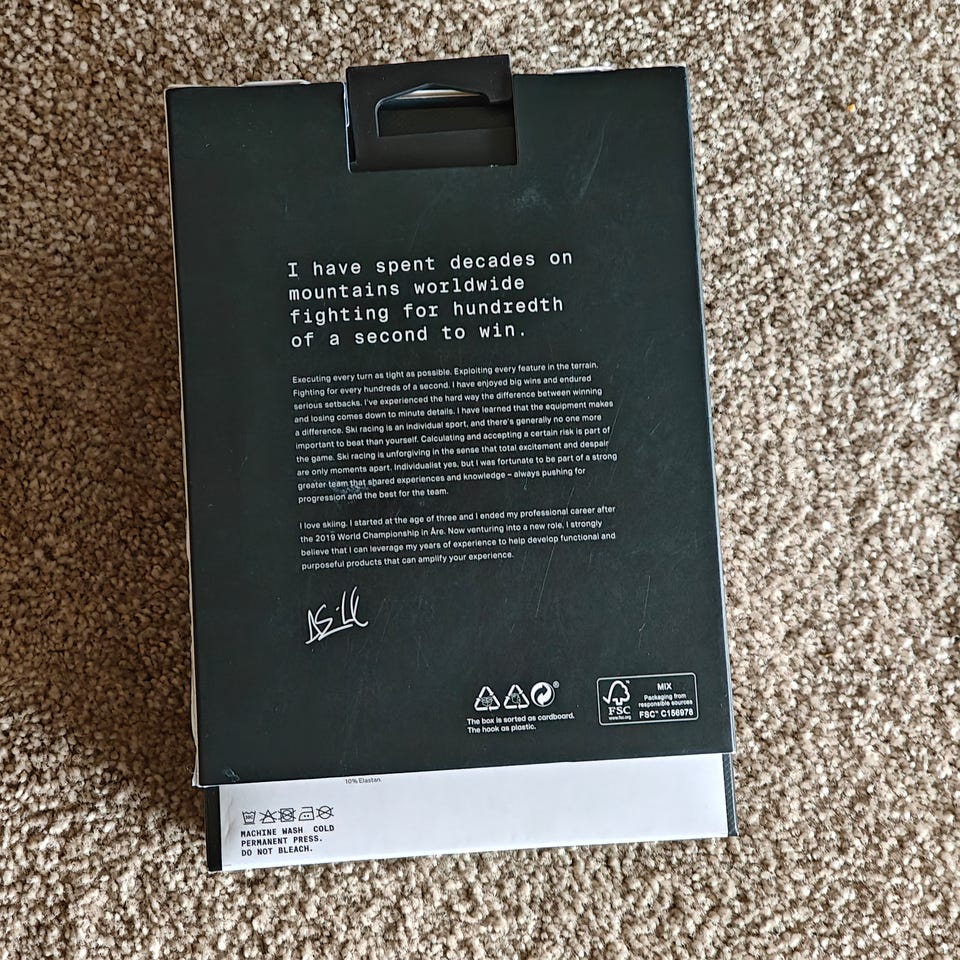 I have spent decades on
mountains worldwide
fighting for hundredth
of a second to win.
Executing every turn as tight as possible. Exploiting every feature in the terrain.
Fighting for every hundreds of a second. I have enjoyed big wins and endured
serious setbacks. I've experienced the hard way the difference between winning
and losing comes down to minute details. I have learned that the equipment makes
a difference. Ski racing is an individual sport, and there's generally no one more
important to beat than yourself. Calculating and accepting a certain risk is part of
the game. Ski racing is unforgiving in the sense that total excitement and despair
are only moments apart. Individualist yes, but I was fortunate to be part of a strong
greater team that shared experiences and knowledge – always pushing for
progression and the best for the team.
I love skiing. I started at the age of three and I ended my professional career after
the 2019 World Championship in Åre. Now venturing into a new role, I strongly
believe that I can leverage my years of experience to help develop functional and
purposeful products that can amplify your experience.
The box is sorted as cardboard.
The hook as plastic.
FSC
www.fsc.org
MIX
Packaging from
responsible sources
FSC™ C156978
10% Elastan
MACHINE WASH COLD
PERMANENT PRESS.
DO NOT BLEACH.